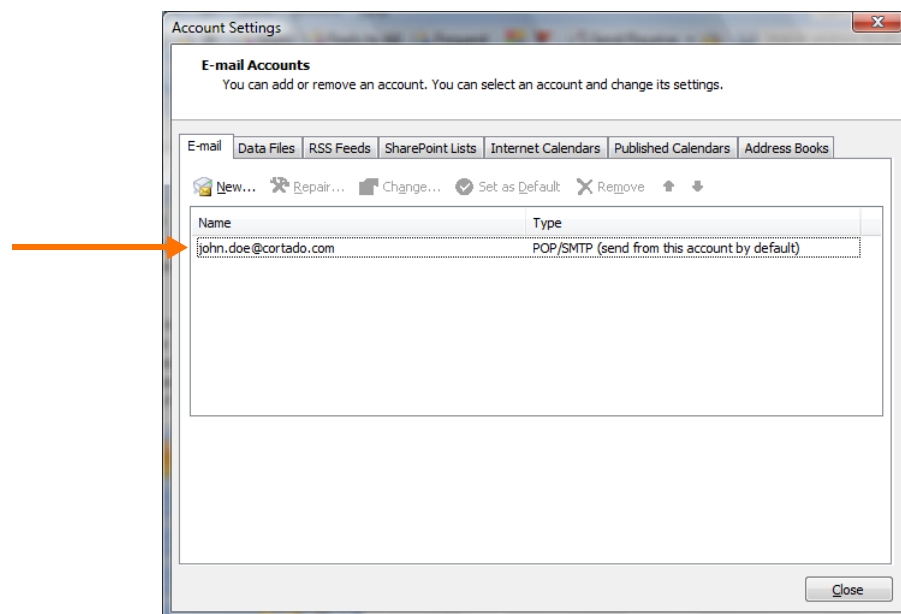 Account Settings
E-mail Accounts
You can add or remove an account. You can select an account and change its settings.
E-mail Data Files RSS Feeds SharePoint Lists Internet Calendars Published Calendars Address Books
New... Repair... Change... Set as Default Remove
Name Type
john.doe@cortado.com POP/SMTP (send from this account by default)
Close